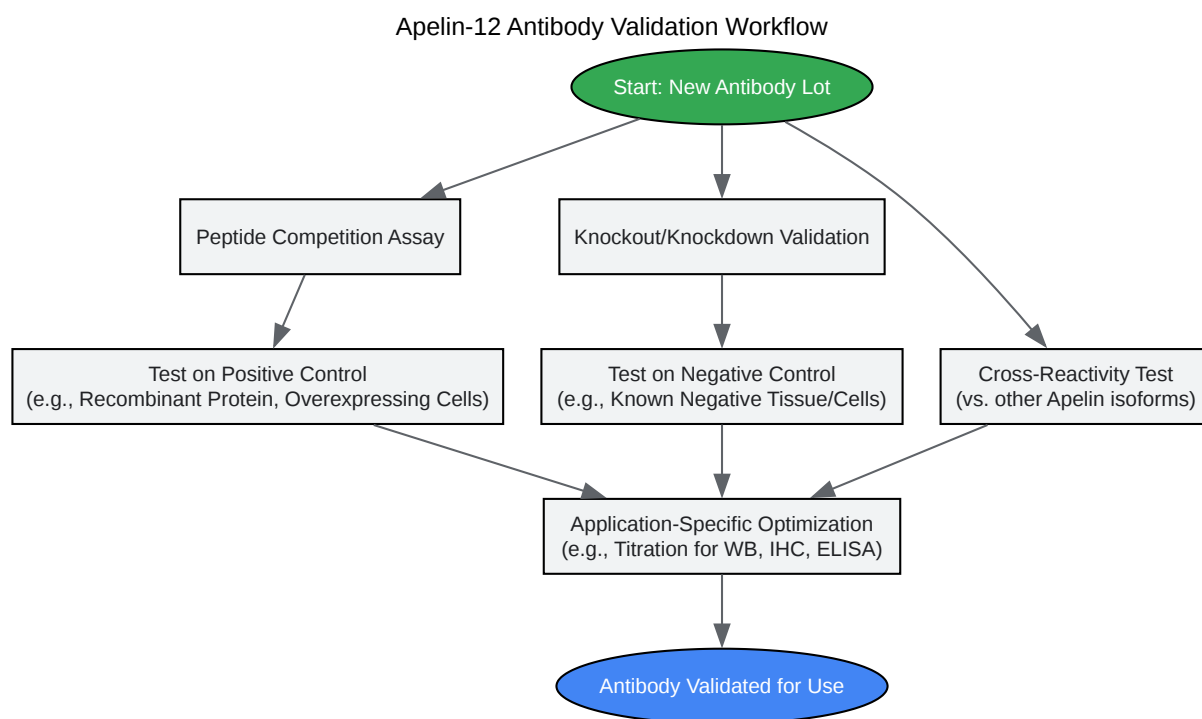 Apelin-12 Antibody Validation Workflow
Start: New Antibody Lot
Peptide Competition Assay
Knockout/Knockdown Validation
Test on Positive Control
(e.g., Recombinant Protein, Overexpressing Cells)
Test on Negative Control
(e.g., Known Negative Tissue/Cells)
Cross-Reactivity Test
(vs. other Apelin isoforms)
Application-Specific Optimization
(e.g., Titration for WB, IHC, ELISA)
Antibody Validated for Use